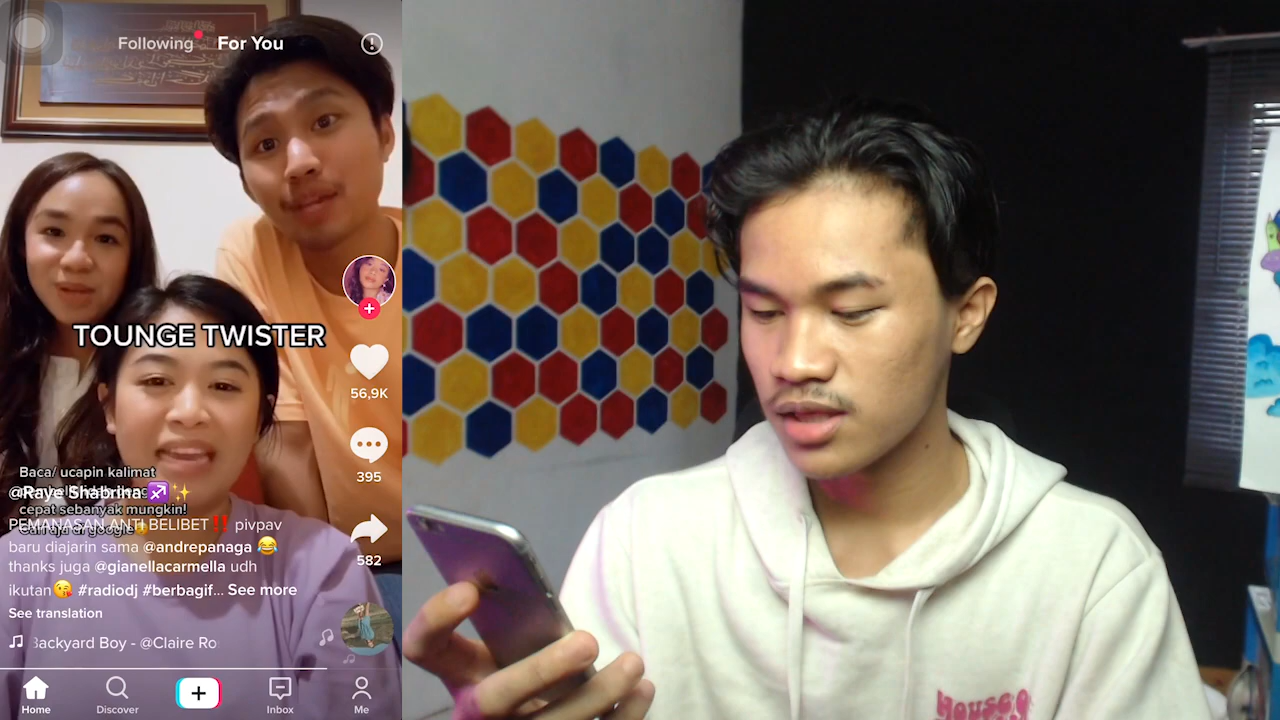 Following
For You
TOUNGE TWISTER
56,9K
395
582
Baca/ ucapin kalimat
@Raye Shabrina ♐✨
cepat sebanyak mungkin!
PEMANASAN ANTI BELIBET‼️ pivpav
baru diajarin sama @andrepanaga 😂
thanks juga @gianellacarmella udh
ikutan😘 #radiodj #berbagif... See more
See translation
Backyard Boy - @Claire Ro
Home
Discover
Inbox
Me
House